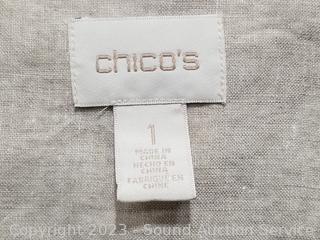 chico's
1
MADE IN
CHINA
HECHO EN
CHINA
FABRIQUÉ EN
CHINE
Copyright 2023 - Sound Auction Service